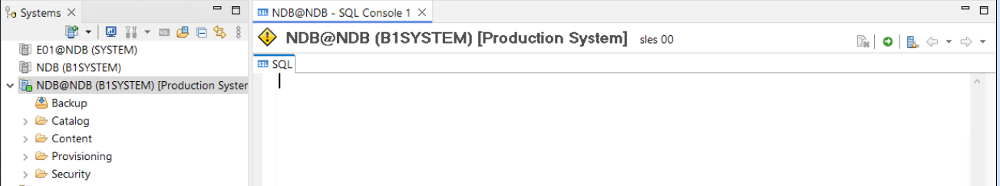 Systems
NDB@NDB - SQL Console 1
NDB@NDB (B1SYSTEM) [Production System] sles 00
SQL
E01@NDB (SYSTEM)
NDB (B1SYSTEM)
NDB@NDB (B1SYSTEM) [Production Syster
Backup
Catalog
Content
Provisioning
Security